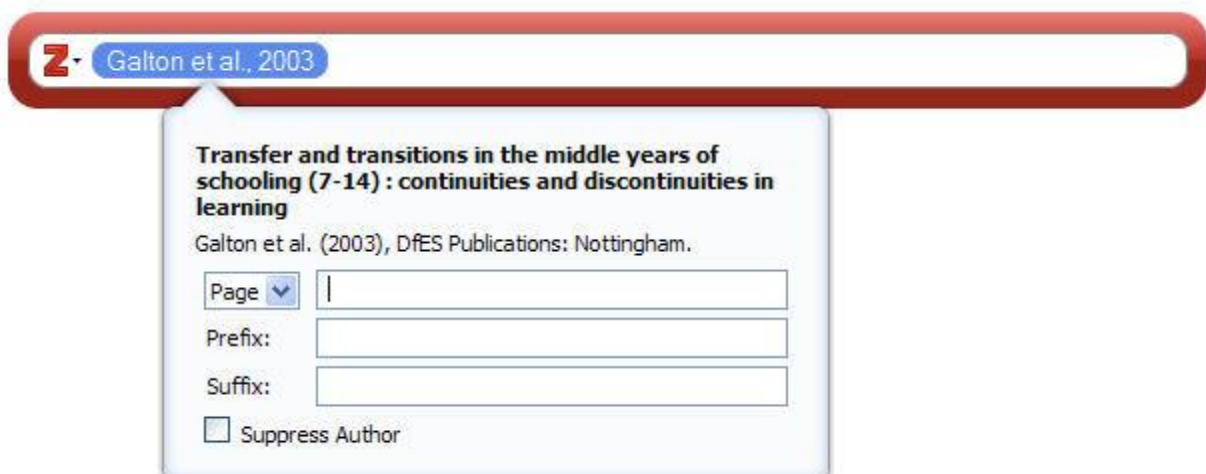 Z Galton et al., 2003
Transfer and transitions in the middle years of
schooling (7-14) : continuities and discontinuities in
learning
Galton et al. (2003), DfES Publications: Nottingham.
Page
Prefix:
Suffix:
Suppress Author